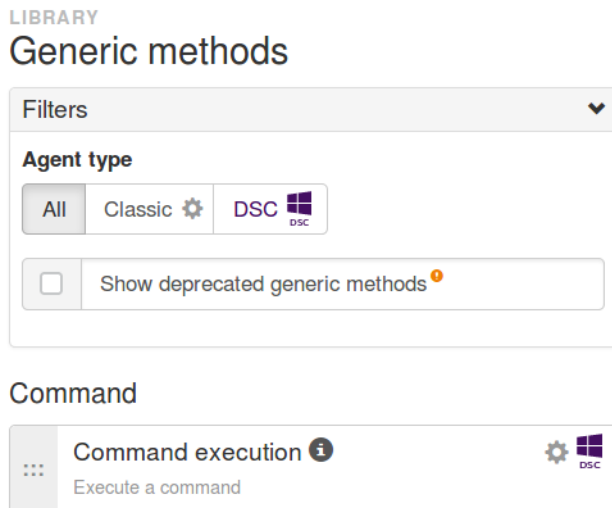 LIBRARY
Generic methods
Filters
Agent type
All Classic DSC DSC
Show deprecated generic methods
Command
Command execution
DSC
Execute a command